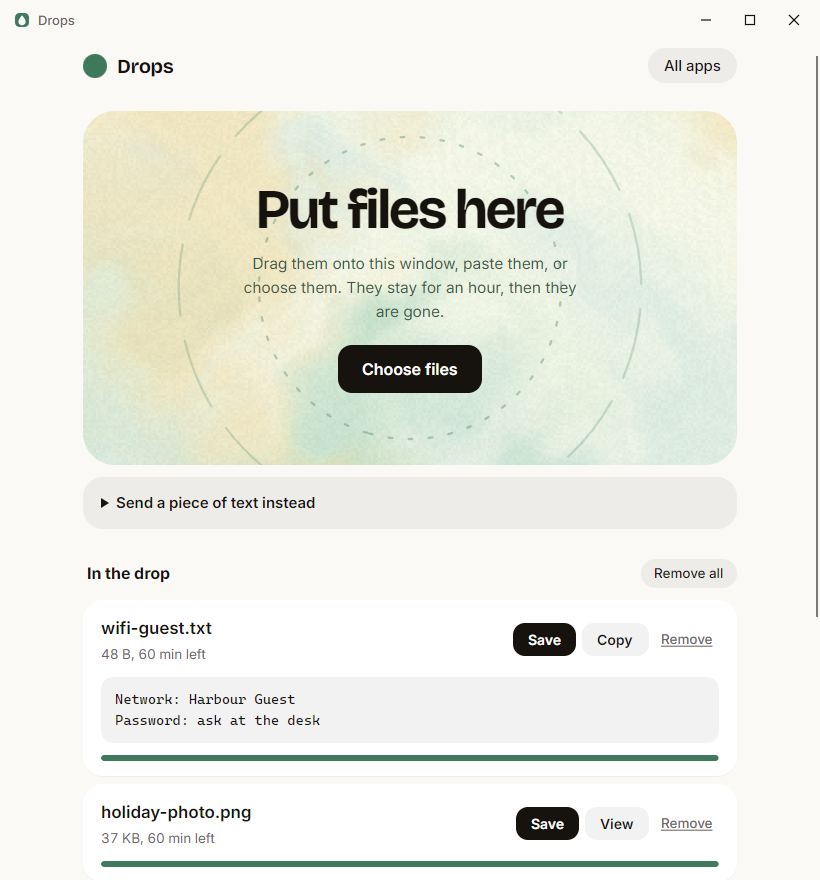 Drops
Drops
All apps
Put files here
Drag them onto this window, paste them, or
choose them. They stay for an hour, then they
are gone.
Choose files
Send a piece of text instead
In the drop
Remove all
wifi-guest.txt
48 B, 60 min left
Save
Copy
Remove
Network: Harbour Guest
Password: ask at the desk
holiday-photo.png
37 KB, 60 min left
Save
View
Remove